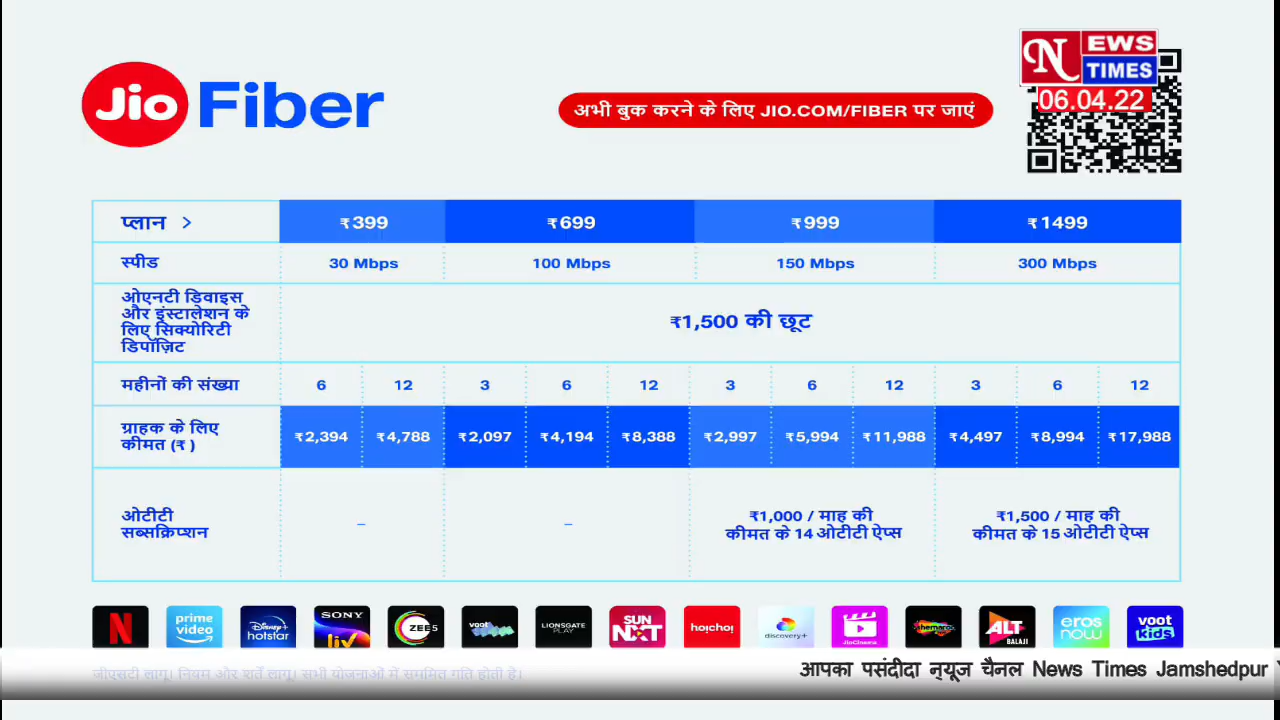 Jio Fiber
अभी बुक करने के लिए JIO.COM/FIBER पर जाएं
NEWS
TIMES
06.04.22
प्लान > ₹399 ₹699 ₹999 ₹1499
स्पीड 30 Mbps 100 Mbps 150 Mbps 300 Mbps
ओएनटी डिवाइस
और इंस्टालेशन के
लिए सिक्योरिटी
डिपॉज़िट
₹1,500 की छूट
महीनों की संख्या 6 12 3 6 12 3 6 12 3 6 12
ग्राहक के लिए
कीमत (₹ )
₹2,394 ₹4,788 ₹2,097 ₹4,194 ₹8,388 ₹2,997 ₹5,994 ₹11,988 ₹4,497 ₹8,994 ₹17,988
ओटीटी
सब्सक्रिप्शन
– –
₹1,000 / माह की
कीमत के 14 ओटीटी ऐप्स
₹1,500 / माह की
कीमत के 15 ओटीटी ऐप्स
N
prime
video
Disney+
hotstar
SONY
liv
ZEE5
voot
LIONSGATE
PLAY
SUN
NXT
hoichoi
discovery+
JioCinema
shemaroo
ALT
BALAJI
eros
now
voot
kids
जीएसटी लागू। नियम और शर्तें लागू। सभी योजनाओं में सममित गति होती है।
आपका पसंदीदा न्यूज चैनल News Times Jamshedpur